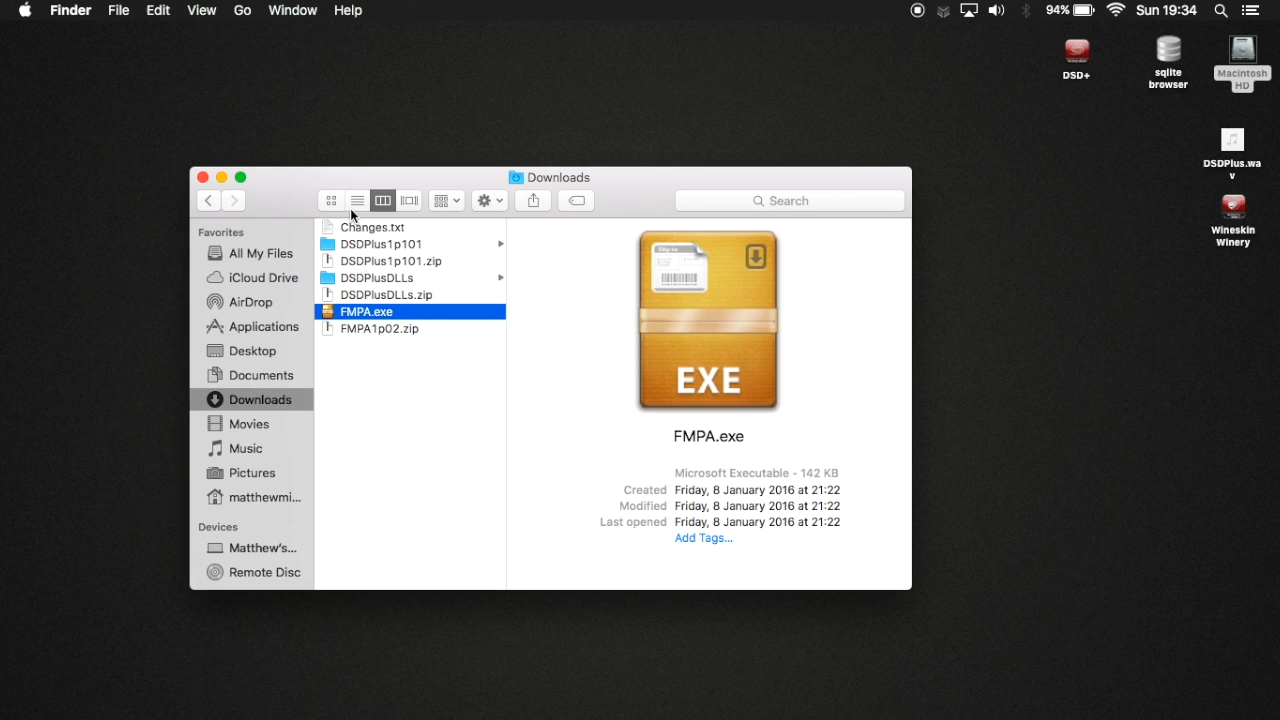 Finder File Edit View Go Window Help 94% Sun 19:34
DSD+
sqlite
browser
Macintosh
HD
DSDPlus.wa
v
Wineskin
Winery
Downloads
Search
Favorites
All My Files
iCloud Drive
AirDrop
Applications
Desktop
Documents
Downloads
Movies
Music
Pictures
matthewmi...
Devices
Matthew's...
Remote Disc
Changes.txt
DSDPlus1p101
DSDPlus1p101.zip
DSDPlusDLLs
DSDPlusDLLs.zip
FMPA.exe
FMPA1p02.zip
EXE
FMPA.exe
Microsoft Executable - 142 KB
Created Friday, 8 January 2016 at 21:22
Modified Friday, 8 January 2016 at 21:22
Last opened Friday, 8 January 2016 at 21:22
Add Tags...